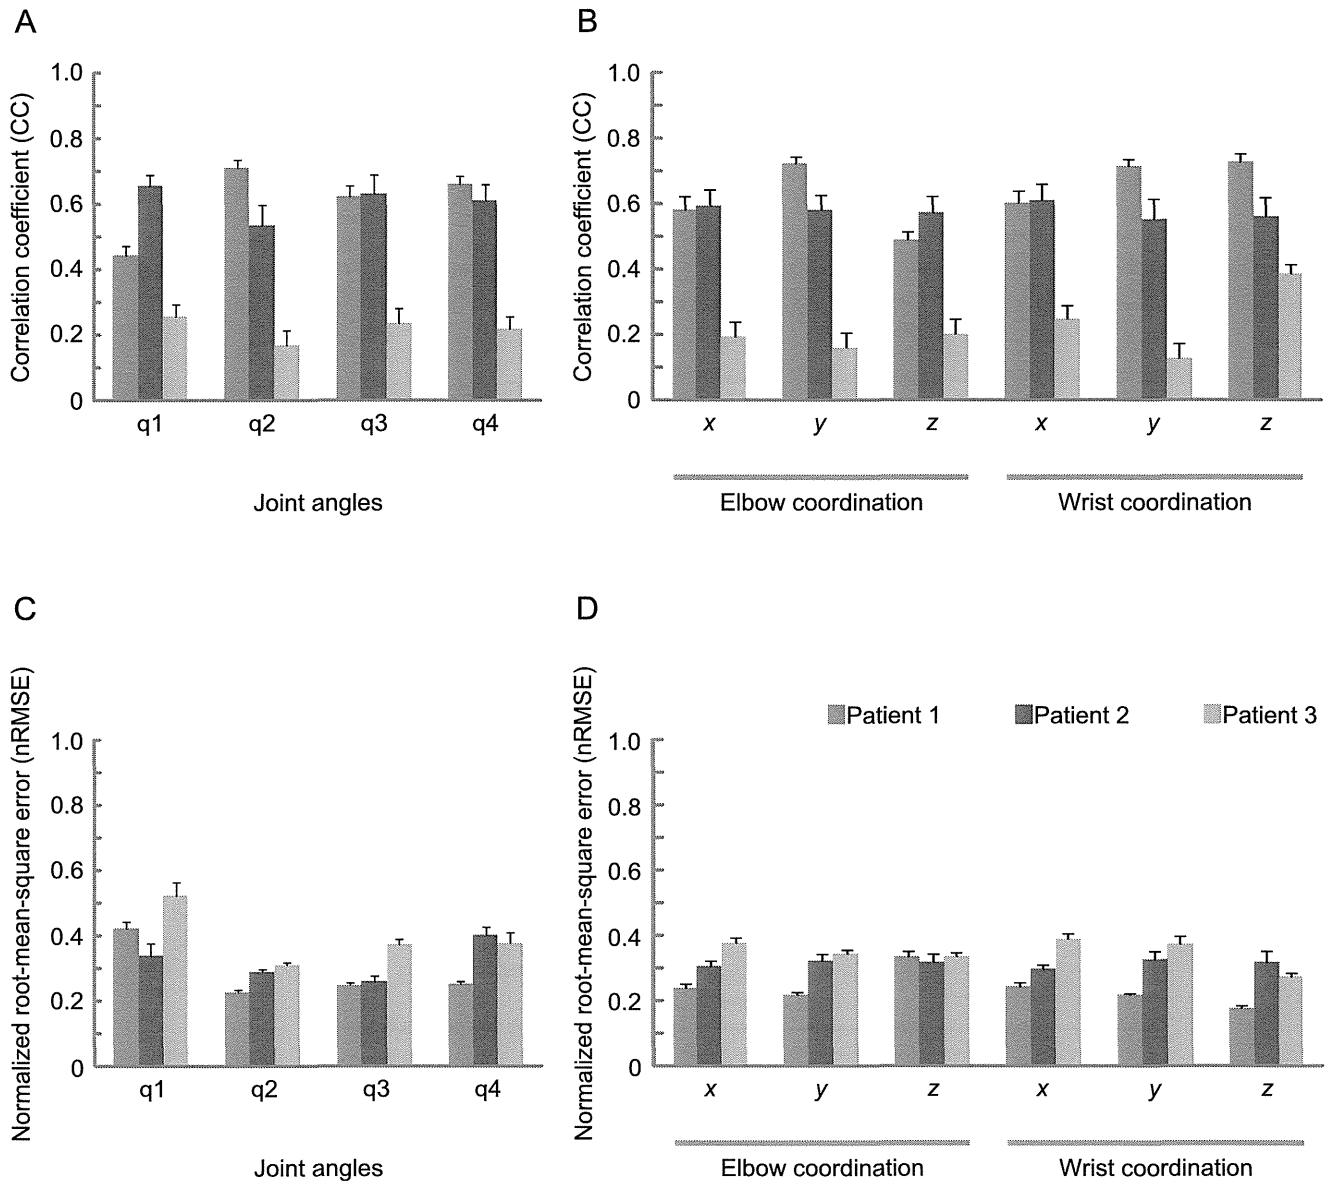 A
Correlation coefficient (CC)
1.0
0.8
0.6
0.4
0.2
0
q1 q2 q3 q4
Joint angles
B
Correlation coefficient (CC)
1.0
0.8
0.6
0.4
0.2
0
x y z x y z
Elbow coordination Wrist coordination
C
Normalized root-mean-square error (nRMSE)
1.0
0.8
0.6
0.4
0.2
0
q1 q2 q3 q4
Joint angles
D
Normalized root-mean-square error (nRMSE)
Patient 1 Patient 2 Patient 3
1.0
0.8
0.6
0.4
0.2
0
x y z x y z
Elbow coordination Wrist coordination